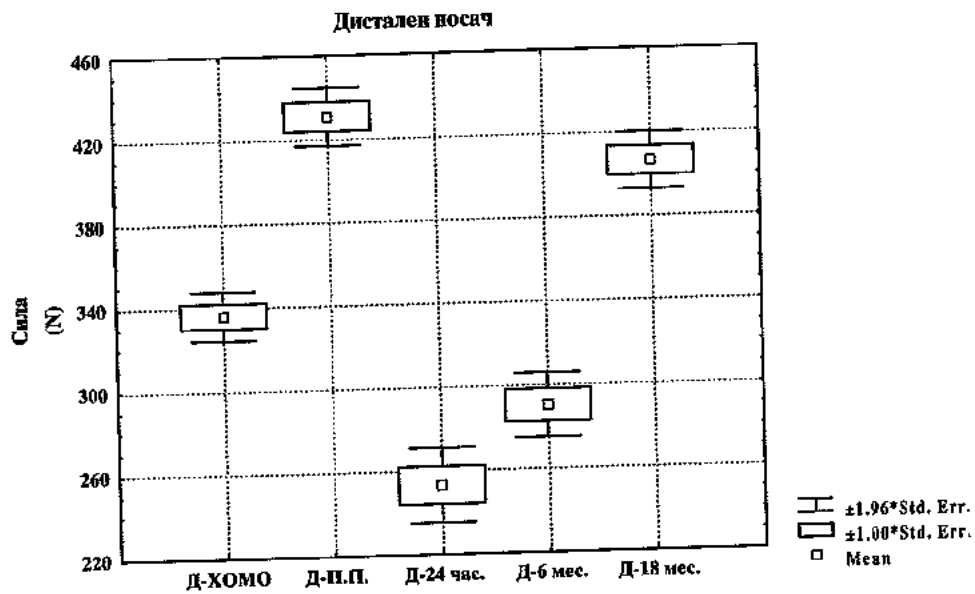 Дистален носач
460
420
380
340
300
260
220
Сила
(N)
Д-ХОМО Д-П.П. Д-24 час. Д-6 мес. Д-18 мес.
±1.96*Std. Err.
±1.00*Std. Err.
Mean